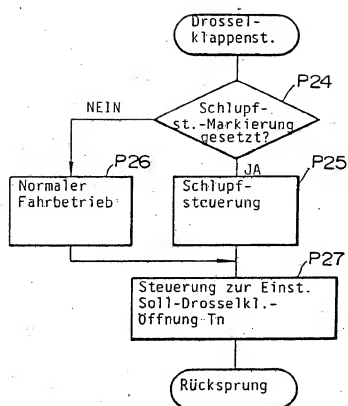 Drossel-
klappenst.
P24
NEIN
Schlupf-
st.-Markierung
gesetzt?
P26
JA
P25
Normaler
Fahrbetrieb
Schlupf-
steuerung
P27
Steuerung zur Einst.
Soll-Drosselkl.-
Öffnung Tn
Rücksprung